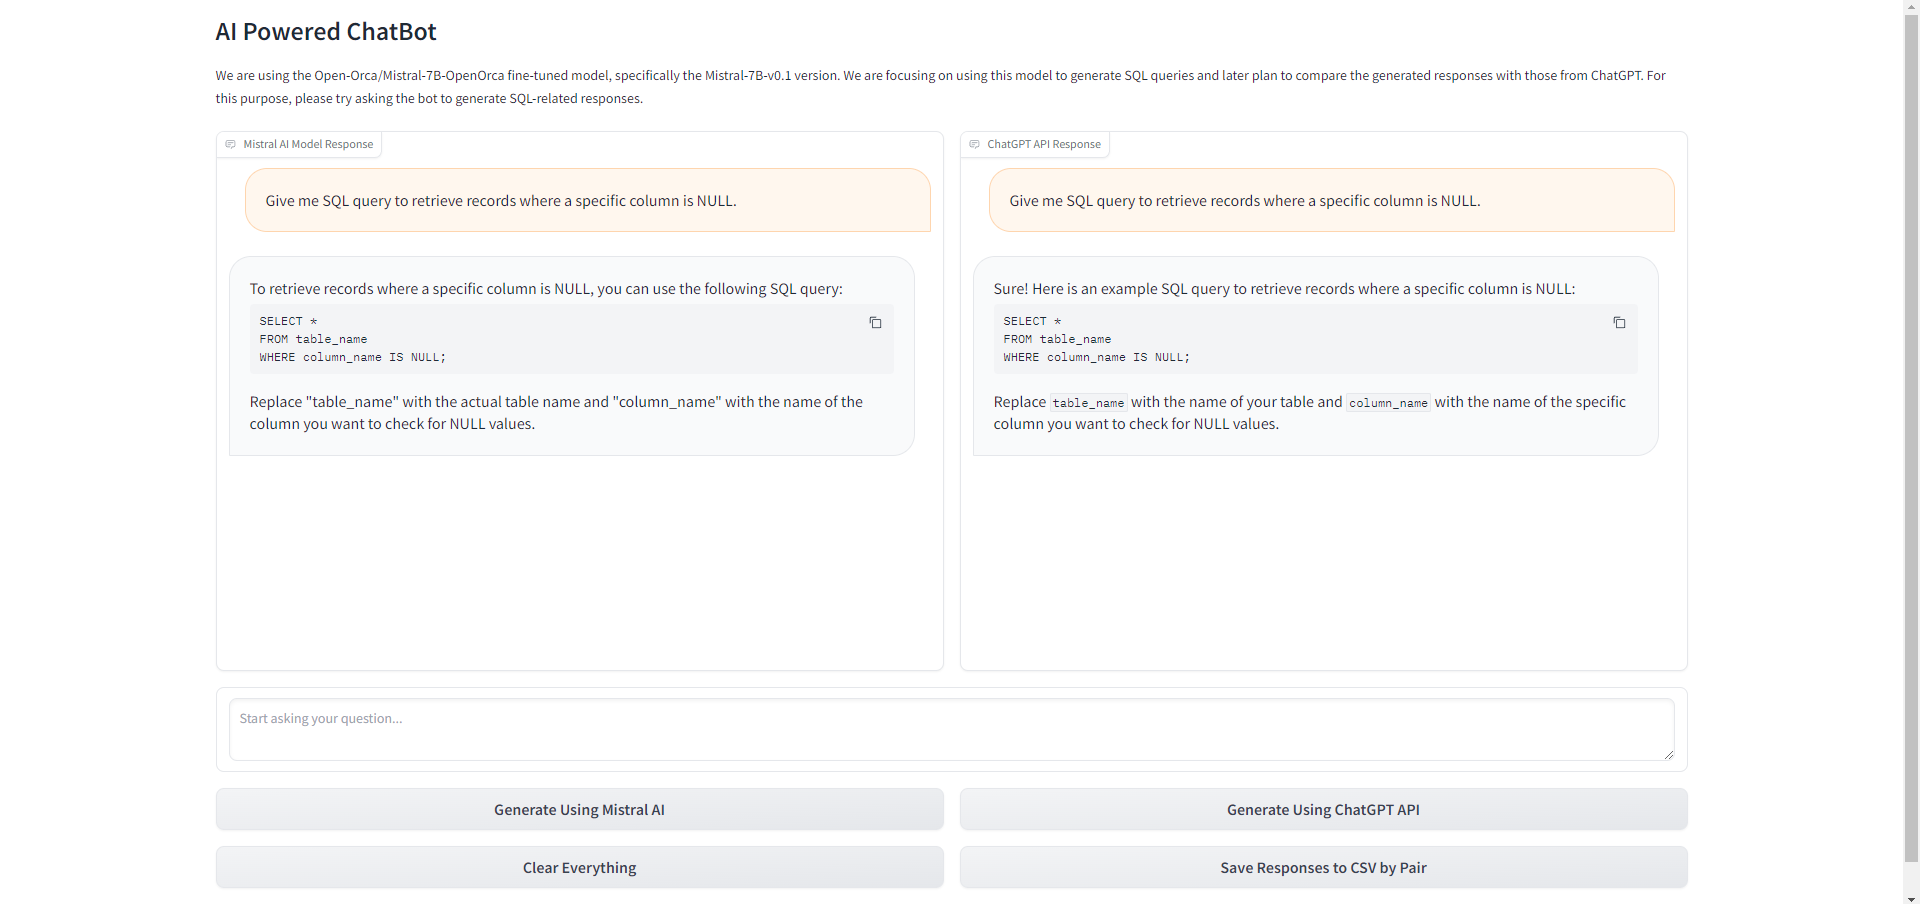 AI Powered ChatBot
We are using the Open-Orca/Mistral-7B-OpenOrca fine-tuned model, specifically the Mistral-7B-v0.1 version. We are focusing on using this model to generate SQL queries and later plan to compare the generated responses with those from ChatGPT. For
this purpose, please try asking the bot to generate SQL-related responses.
Mistral AI Model Response
Give me SQL query to retrieve records where a specific column is NULL.
To retrieve records where a specific column is NULL, you can use the following SQL query:
SELECT *
FROM table_name
WHERE column_name IS NULL;
Replace "table_name" with the actual table name and "column_name" with the name of the
column you want to check for NULL values.
ChatGPT API Response
Give me SQL query to retrieve records where a specific column is NULL.
Sure! Here is an example SQL query to retrieve records where a specific column is NULL:
SELECT *
FROM table_name
WHERE column_name IS NULL;
Replace table_name with the name of your table and column_name with the name of the specific
column you want to check for NULL values.
Start asking your question...
Generate Using Mistral AI
Generate Using ChatGPT API
Clear Everything
Save Responses to CSV by Pair